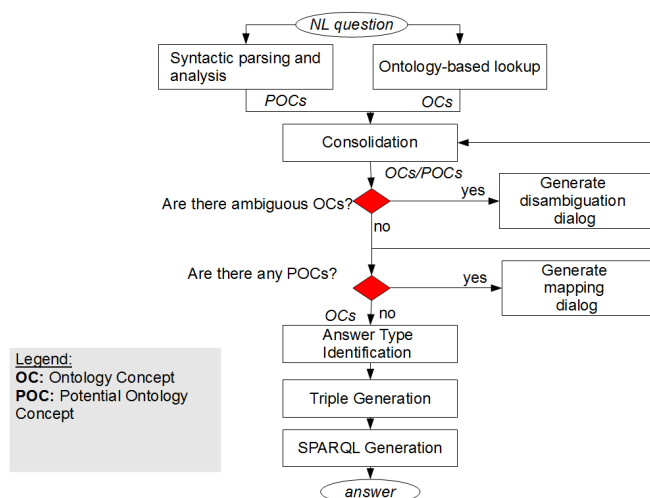 NL question
Syntactic parsing and
analysis
Ontology-based lookup
POCs
OCs
Consolidation
OCs/POCs
Are there ambiguous OCs?
yes
Generate
disambiguation
dialog
no
Are there any POCs?
yes
Generate
mapping
dialog
OCs
no
Answer Type
Identification
Triple Generation
SPARQL Generation
answer
Legend:
OC: Ontology Concept
POC: Potential Ontology
Concept